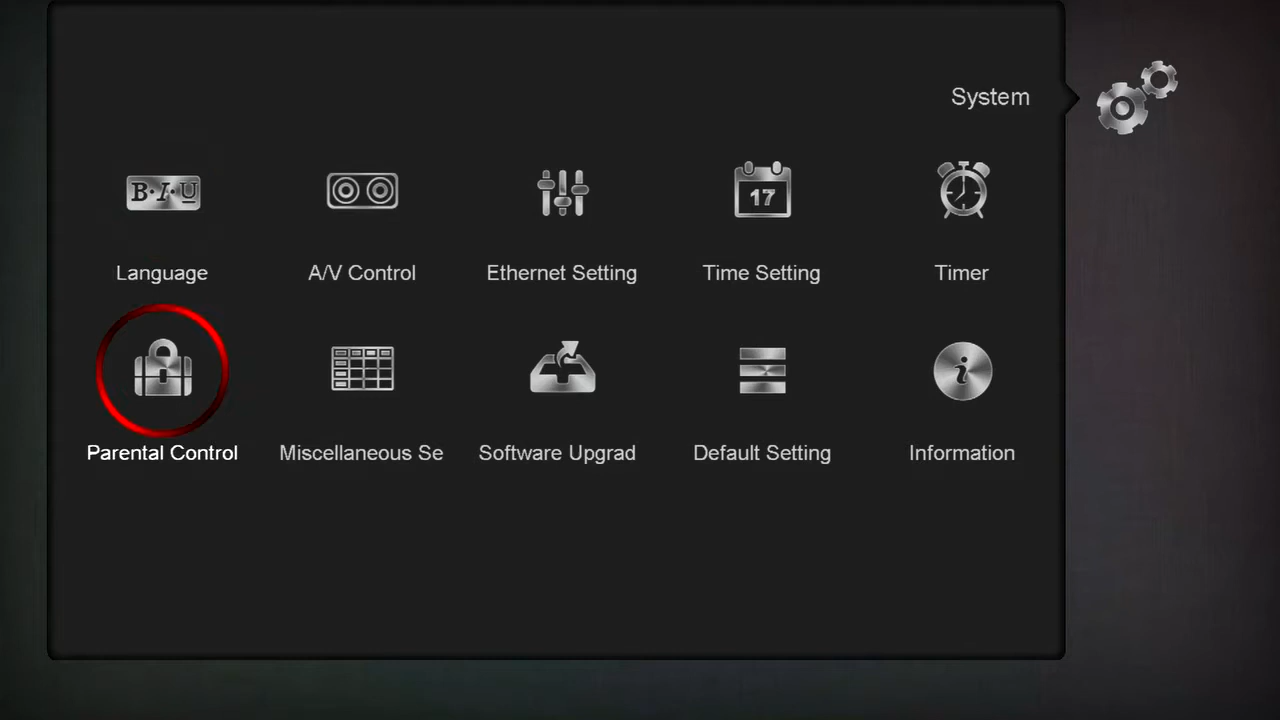 System
B·I·U
17
Language
A/V Control
Ethernet Setting
Time Setting
Timer
Parental Control
Miscellaneous Se
Software Upgrad
Default Setting
Information